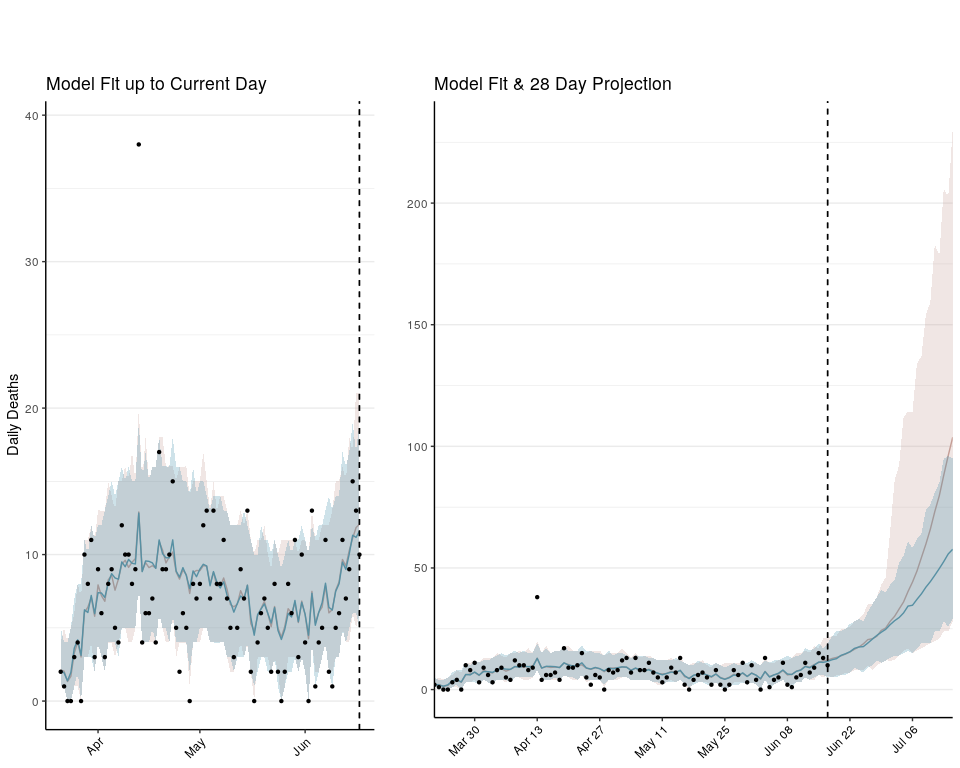 Model Fit up to Current Day
Daily Deaths
40
30
20
10
0
Apr
May
Jun
Model Fit & 28 Day Projection
200
150
100
50
0
Mar 30
Apr 13
Apr 27
May 11
May 25
Jun 08
Jun 22
Jul 06